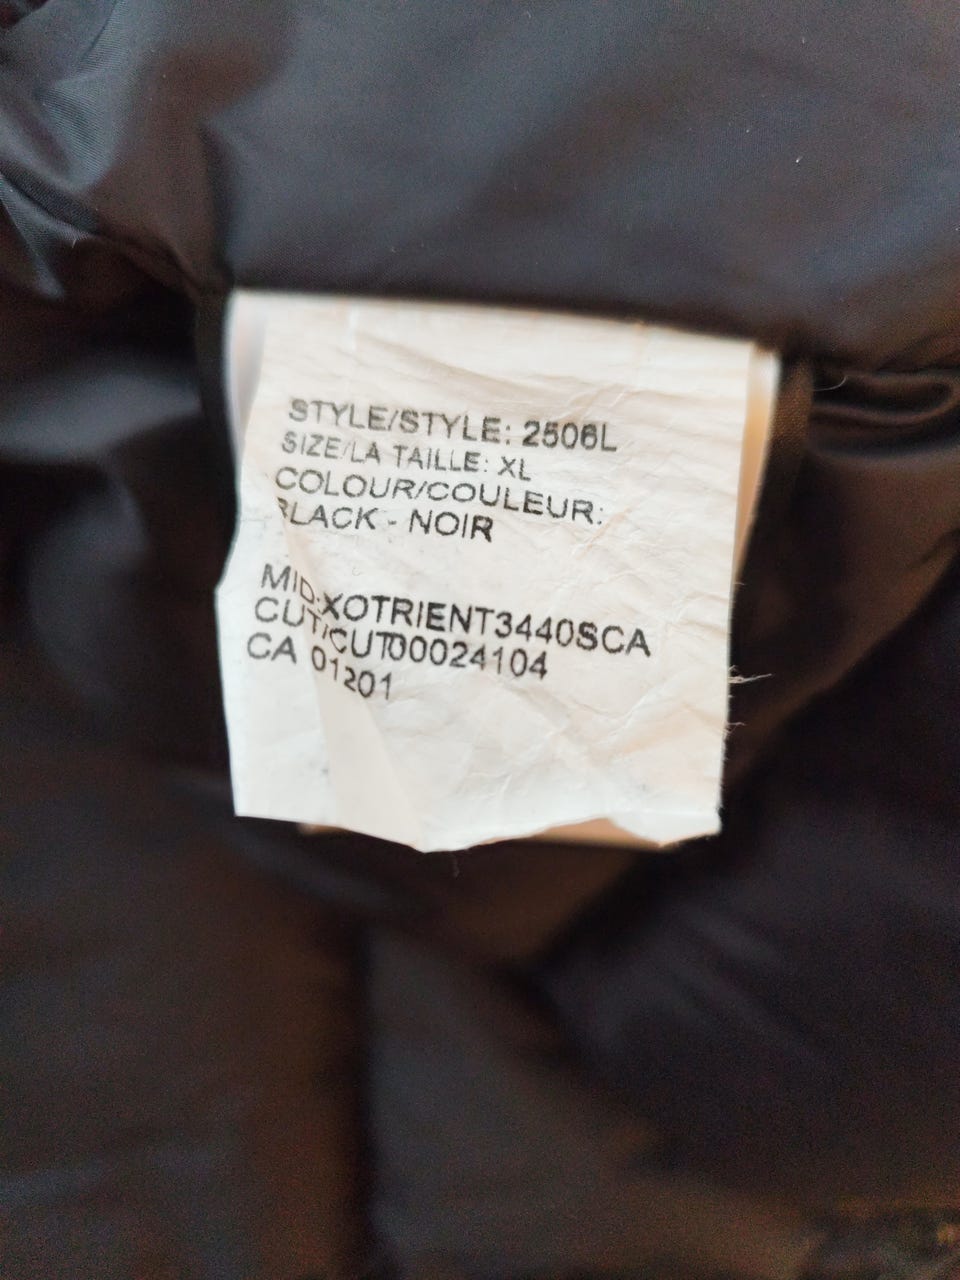 STYLE/STYLE: 2506L
SIZE/LA TAILLE: XL
COLOUR/COULEUR:
BLACK - NOIR
MID:XOTRIENT3440SCA
CUT/CUT00024104
CA 01201